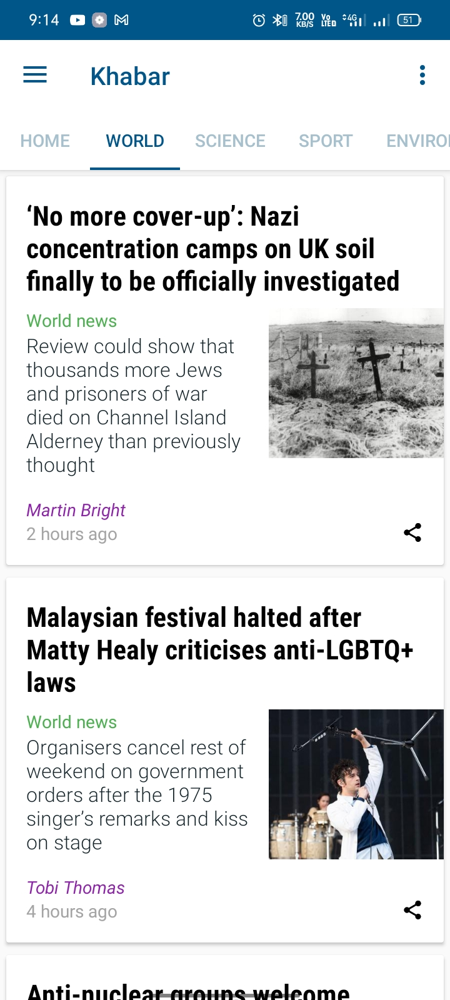 9:14 7.00 KB/S Vo LTED 4G 51
Khabar
HOME WORLD SCIENCE SPORT ENVIRO
‘No more cover-up’: Nazi
concentration camps on UK soil
finally to be officially investigated
World news
Review could show that
thousands more Jews
and prisoners of war
died on Channel Island
Alderney than previously
thought
Martin Bright
2 hours ago
Malaysian festival halted after
Matty Healy criticises anti-LGBTQ+
laws
World news
Organisers cancel rest of
weekend on government
orders after the 1975
singer’s remarks and kiss
on stage
Tobi Thomas
4 hours ago
Anti-nuclear groups welcome